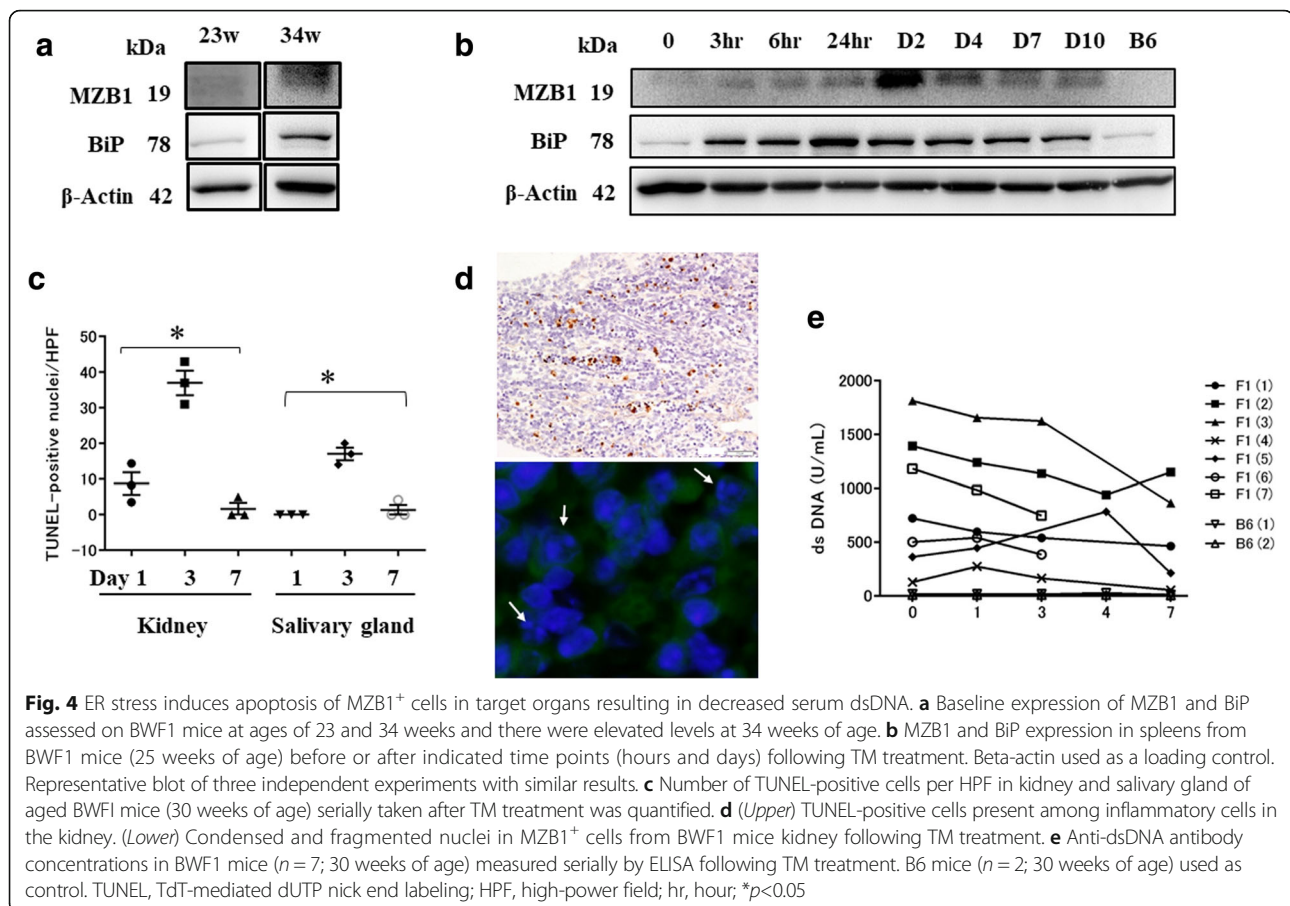 a
23w 34w
kDa
MZB1 19
BiP 78
β-Actin 42
b
kDa 0 3hr 6hr 24hr D2 D4 D7 D10 B6
MZB1 19
BiP 78
β-Actin 42
c
TUNEL-positive nuclei/HPF
50
40
30
20
10
0
-10
*
*
Day 1 3 7 1 3 7
Kidney Salivary gland
d
e
ds DNA (U/mL)
2000
1500
1000
500
0
0 1 3 4 7
F1 (1)
F1 (2)
F1 (3)
F1 (4)
F1 (5)
F1 (6)
F1 (7)
B6 (1)
B6 (2)
Fig. 4 ER stress induces apoptosis of MZB1+ cells in target organs resulting in decreased serum dsDNA. a Baseline expression of MZB1 and BiP
assessed on BWF1 mice at ages of 23 and 34 weeks and there were elevated levels at 34 weeks of age. b MZB1 and BiP expression in spleens from
BWF1 mice (25 weeks of age) before or after indicated time points (hours and days) following TM treatment. Beta-actin used as a loading control.
Representative blot of three independent experiments with similar results. c Number of TUNEL-positive cells per HPF in kidney and salivary gland of
aged BWFI mice (30 weeks of age) serially taken after TM treatment was quantified. d (Upper) TUNEL-positive cells present among inflammatory cells in
the kidney. (Lower) Condensed and fragmented nuclei in MZB1+ cells from BWF1 mice kidney following TM treatment. e Anti-dsDNA antibody
concentrations in BWF1 mice (n = 7; 30 weeks of age) measured serially by ELISA following TM treatment. B6 mice (n = 2; 30 weeks of age) used as
control. TUNEL, TdT-mediated dUTP nick end labeling; HPF, high-power field; hr, hour; *p<0.05